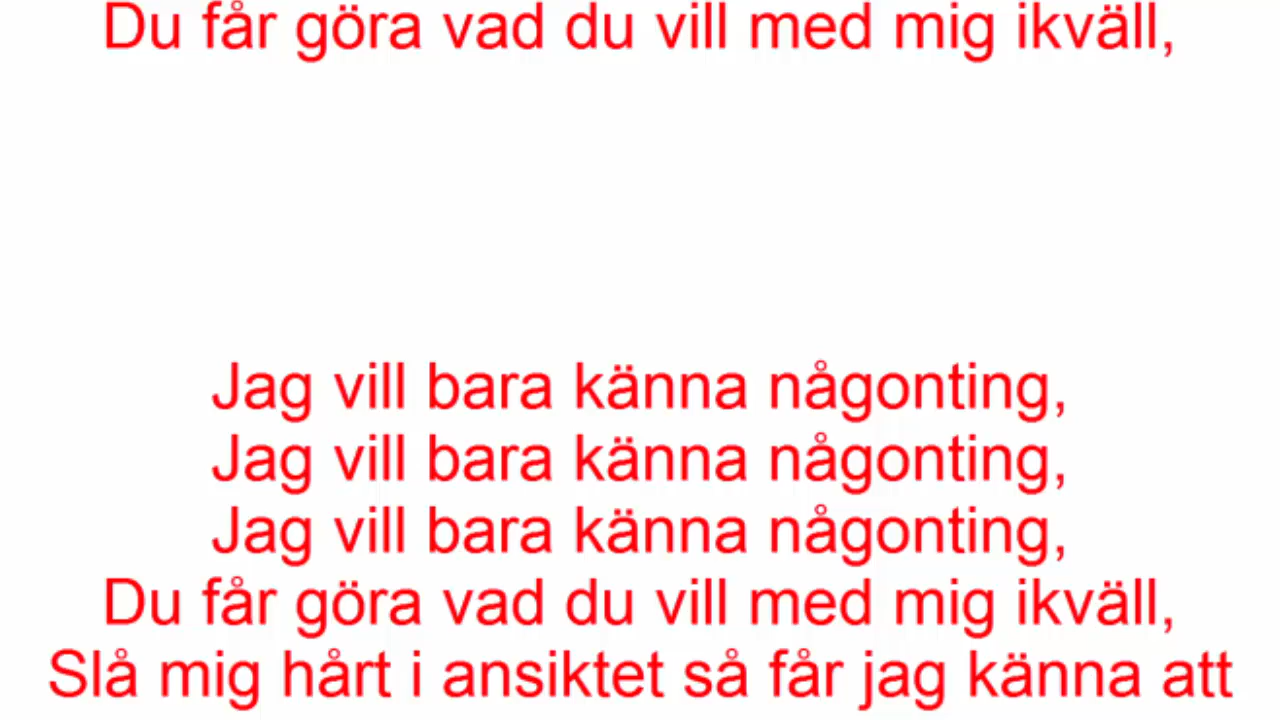 Du får göra vad du vill med mig ikväll,
Jag vill bara känna någonting,
Jag vill bara känna någonting,
Jag vill bara känna någonting,
Du får göra vad du vill med mig ikväll,
Slå mig hårt i ansiktet så får jag känna att